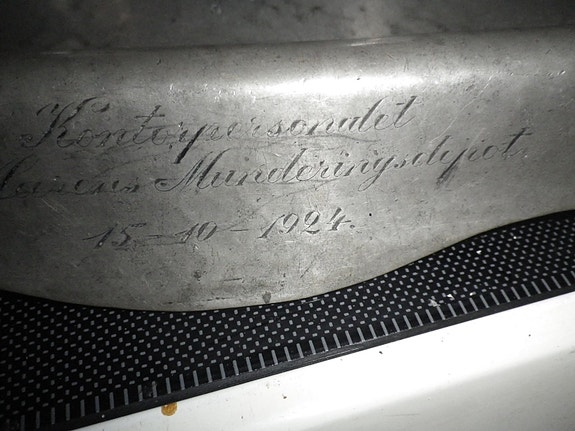 Kontorpersonalet
Munderingsdepot
15-10-1924.